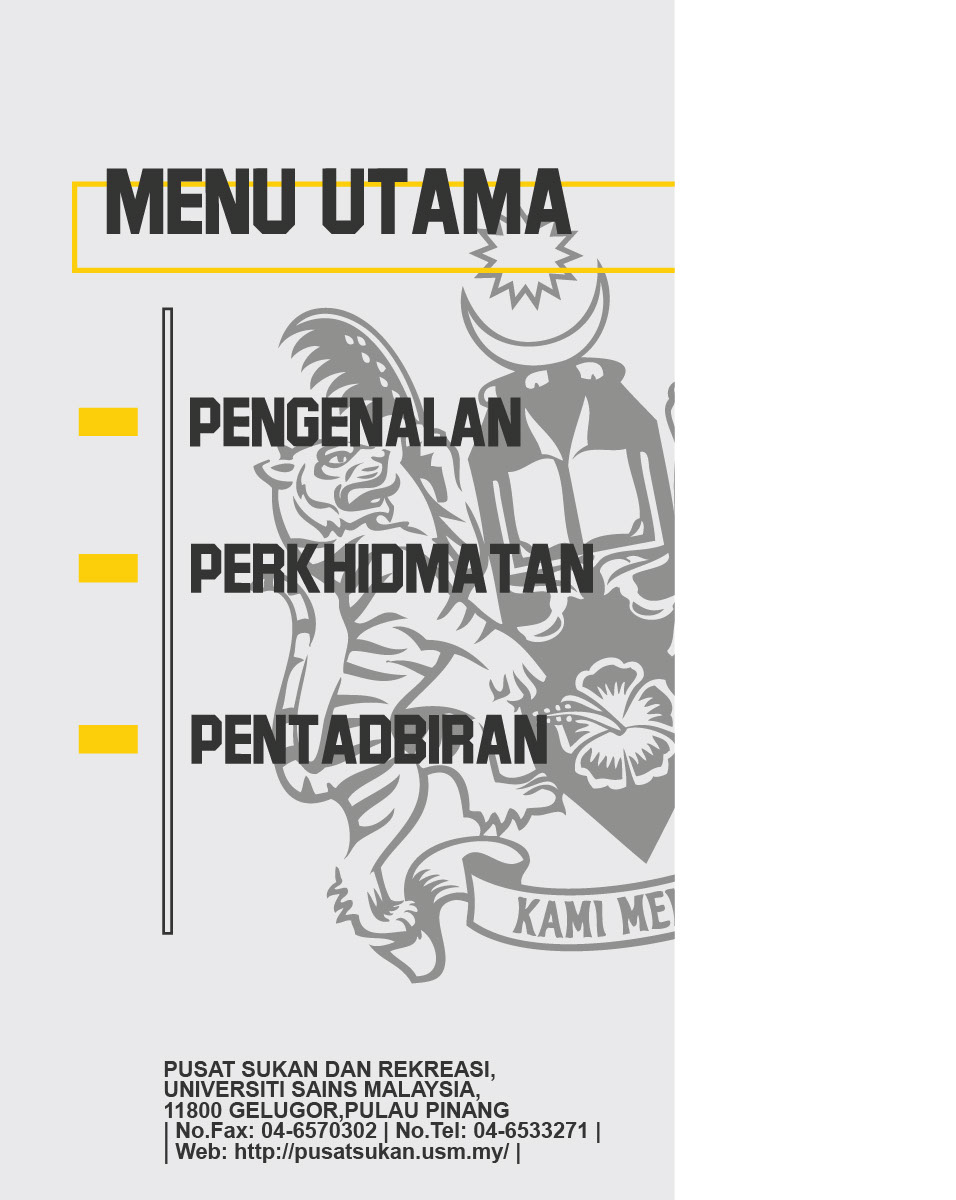 MENU UTAMA
PENGENALAN
PERKHIDMATAN
PENTADBIRAN
KAMI
PUSAT SUKAN DAN REKREASI,
UNIVERSITI SAINS MALAYSIA,
11800 GELUGOR,PULAU PINANG
| No.Fax: 04-6570302 | No.Tel: 04-6533271 |
| Web: http://pusatsukan.usm.my/ |